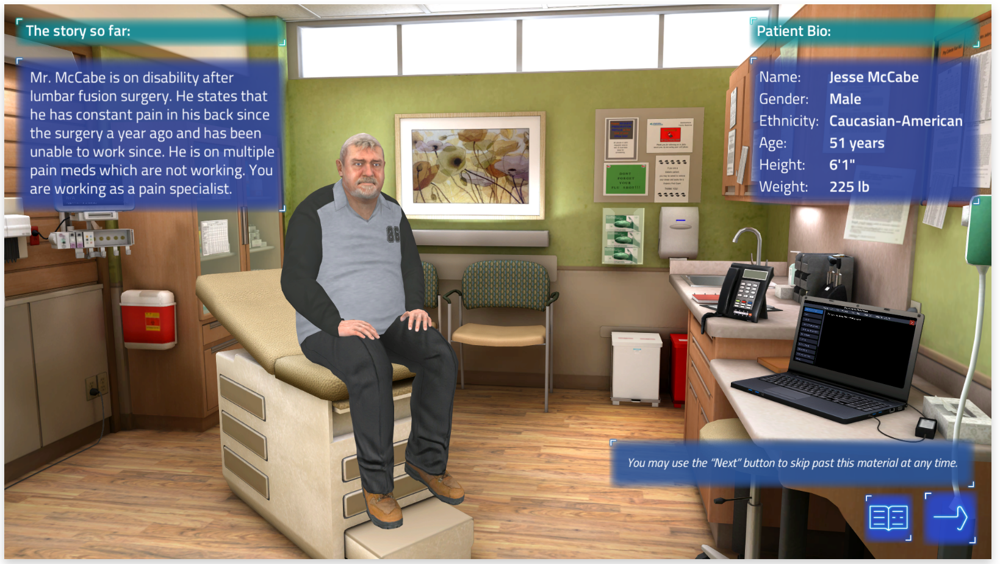 The story so far:
Mr. McCabe is on disability after
lumbar fusion surgery. He states that
he has constant pain in his back since
the surgery a year ago and has been
unable to work since. He is on multiple
pain meds which are not working. You
are working as a pain specialist.
Patient Bio:
Name: Jesse McCabe
Gender: Male
Ethnicity: Caucasian-American
Age: 51 years
Height: 6'1"
Weight: 225 lb
06
DONT
FORGET
YOUR
FLU SHOT!!!
THANK YOU!
You may use the “Next” button to skip past this material at any time.